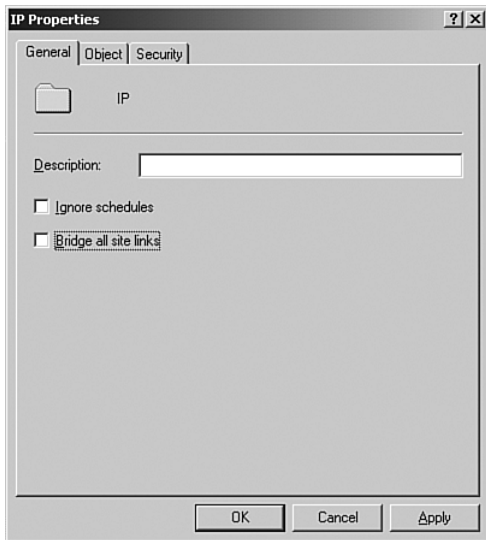 IP Properties
General Object Security
IP
Description:
Ignore schedules
Bridge all site links
OK Cancel Apply